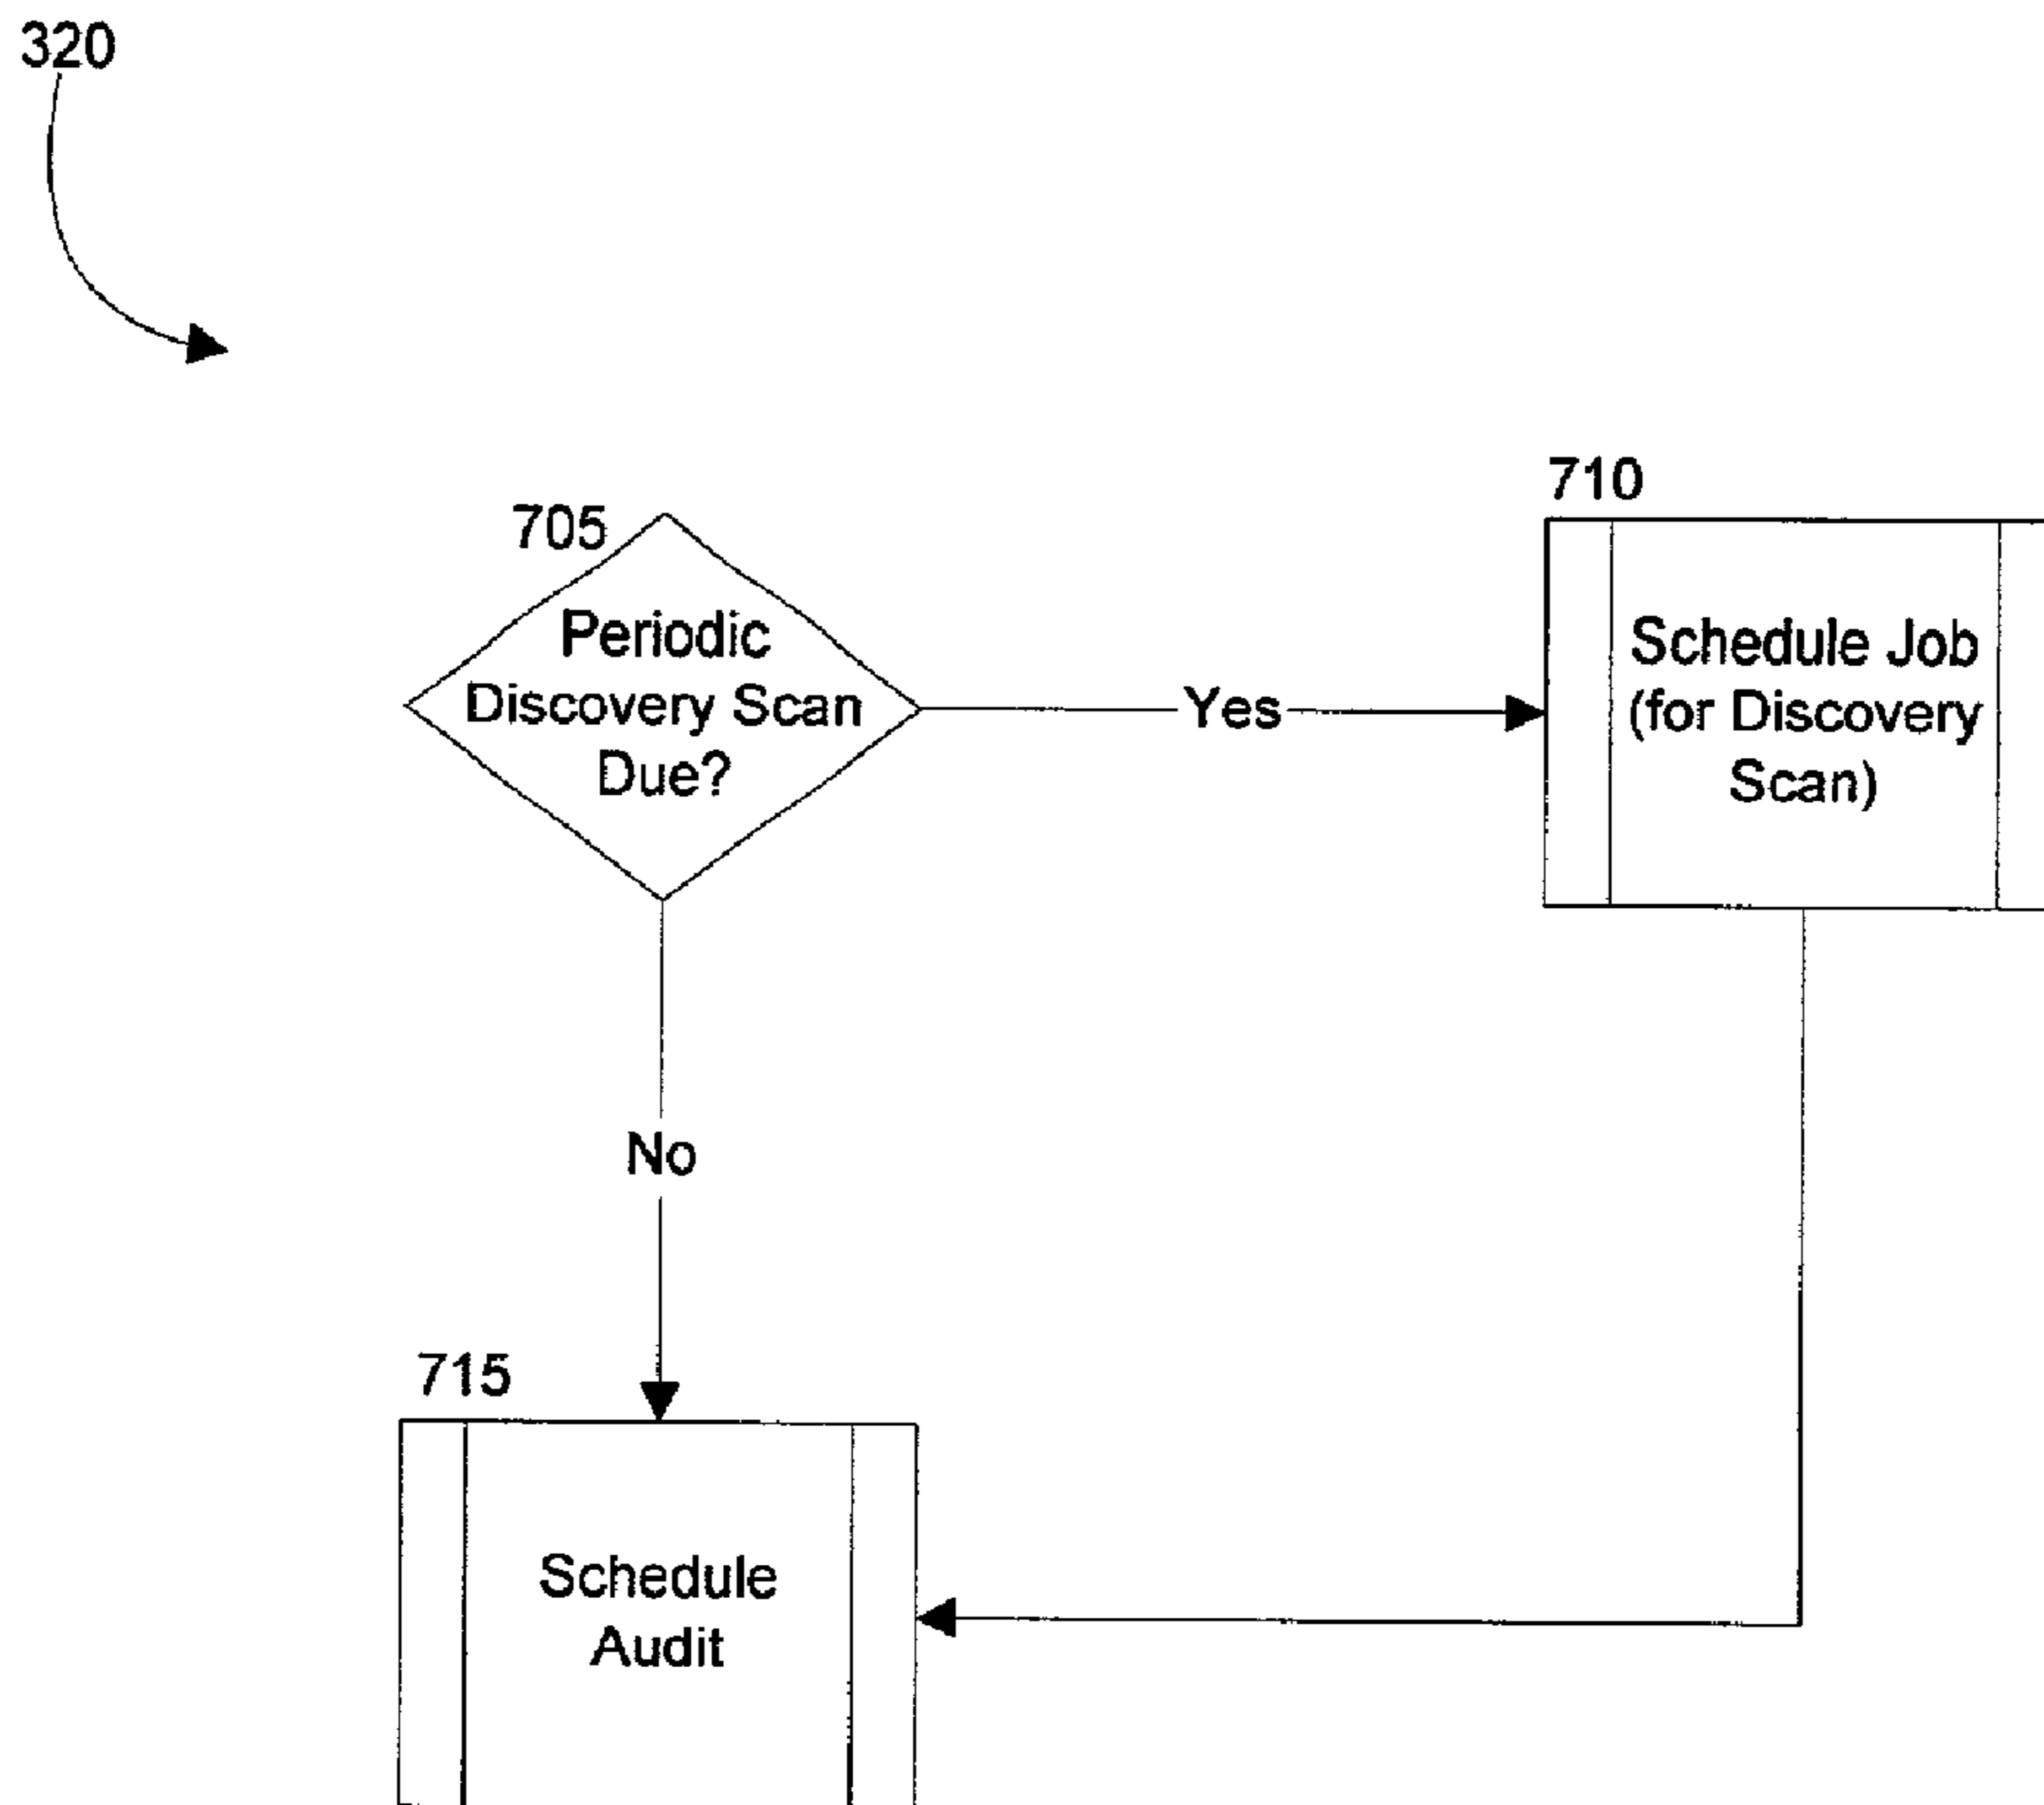 320
705
Periodic
Discovery Scan
Due?
Yes
710
Schedule Job
(for Discovery
Scan)
No
715
Schedule
Audit